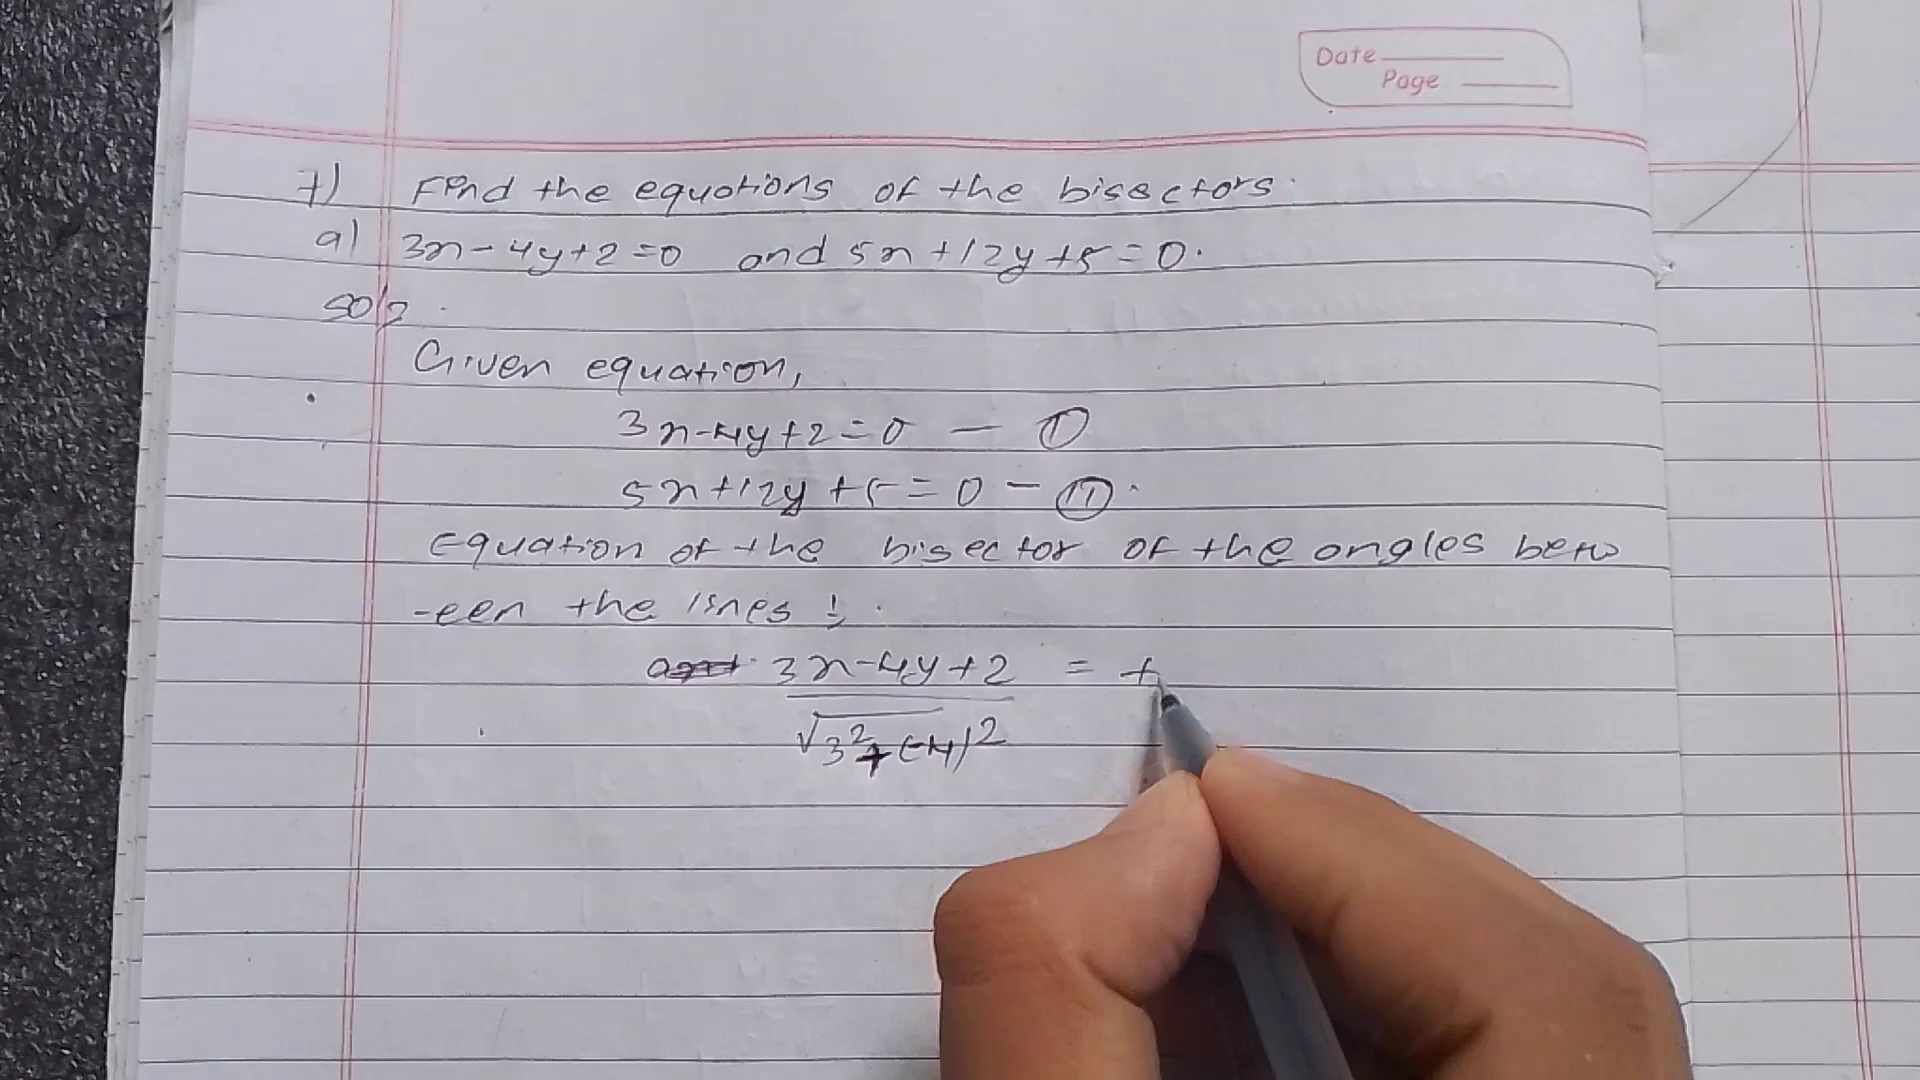 Date
Page
7) Find the equations of the bisectors.
a) 3x-4y+2=0 and 5x+12y+5=0.
Soln.
Given equation,
3x-4y+2=0 - (I)
5x+12y+5=0 - (II).
Equation of the bisector of the angles betw
-een the lines :
3x-4y+2 = +
√3²+(-4)²